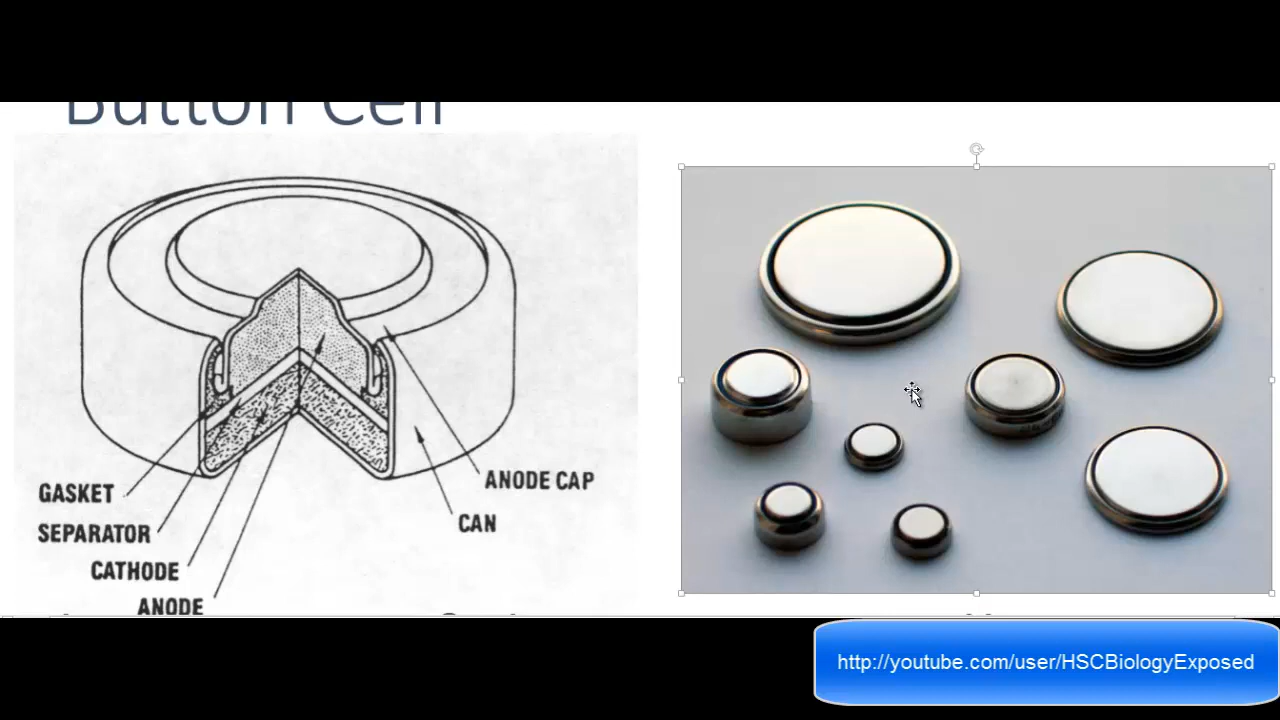 Button Cell
GASKET
SEPARATOR
CATHODE
ANODE
ANODE CAP
CAN
http://youtube.com/user/HSCBiologyExposed